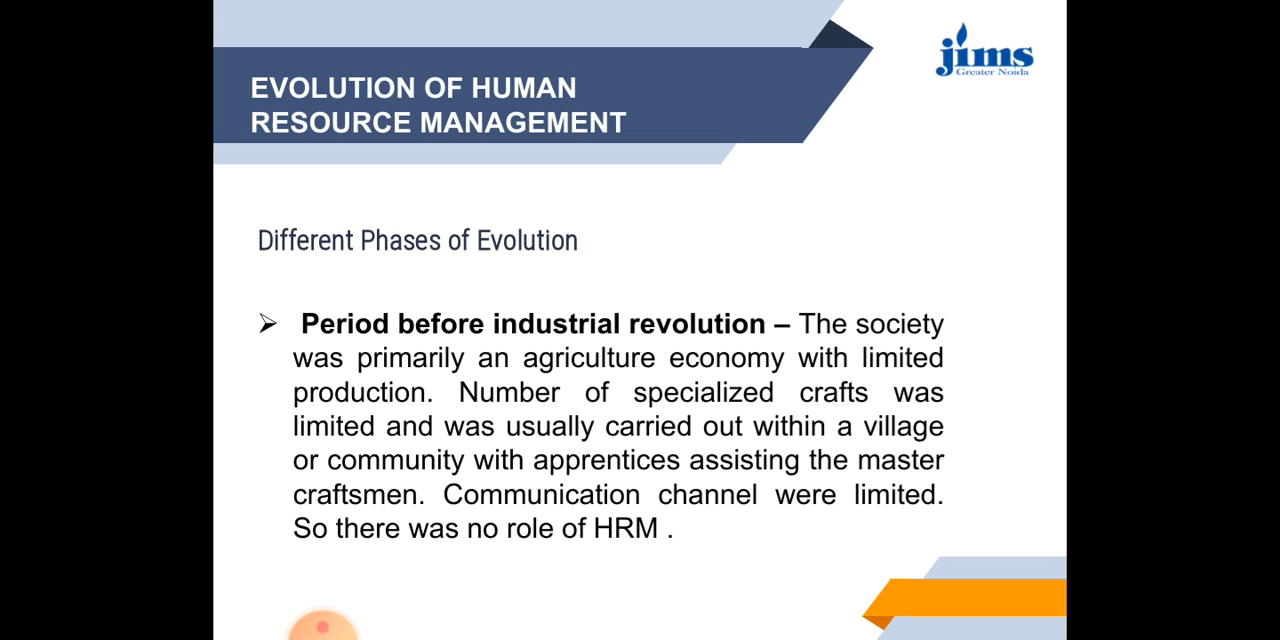 EVOLUTION OF HUMAN
RESOURCE MANAGEMENT
jims
Greater Noida
Different Phases of Evolution
➢ Period before industrial revolution – The society
was primarily an agriculture economy with limited
production. Number of specialized crafts was
limited and was usually carried out within a village
or community with apprentices assisting the master
craftsmen. Communication channel were limited.
So there was no role of HRM .